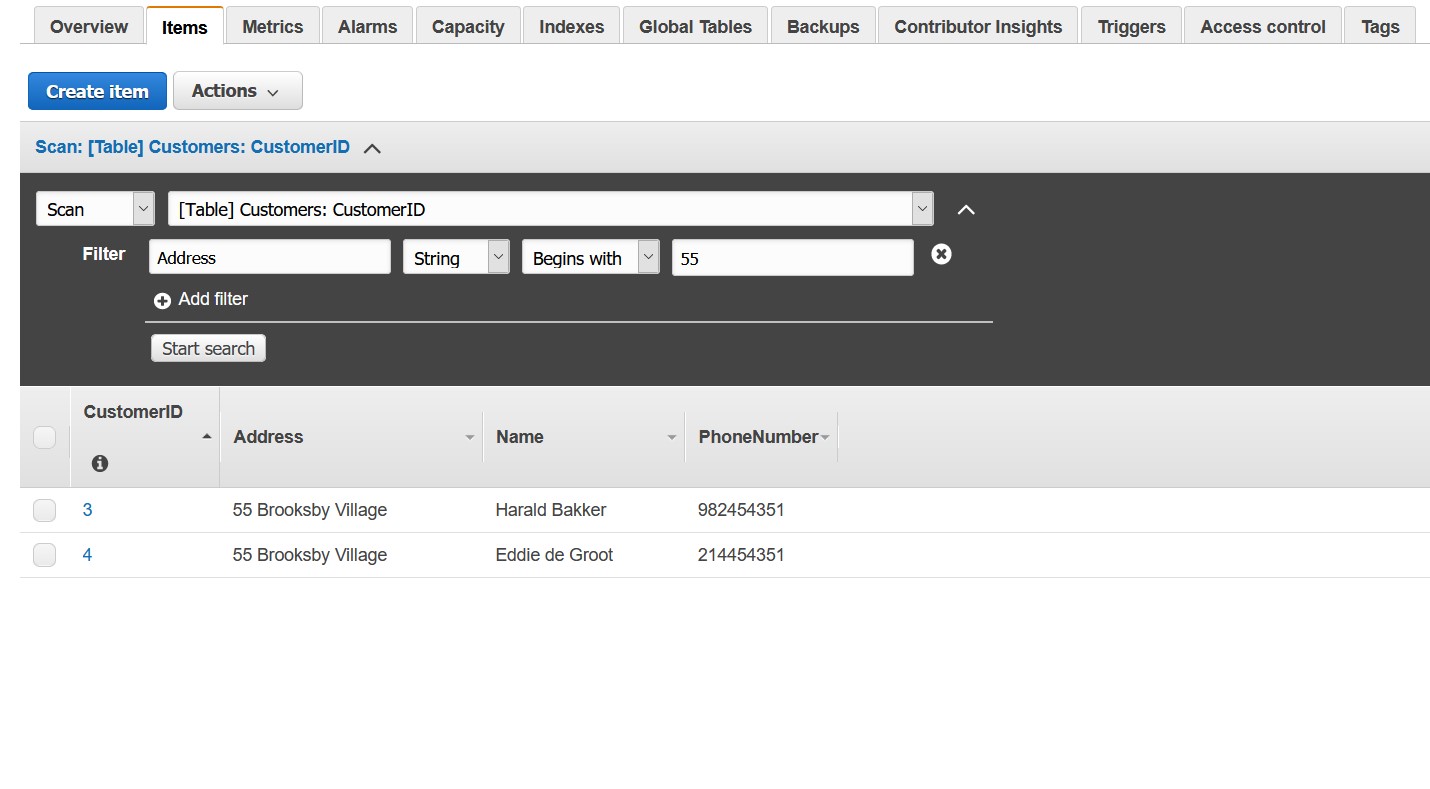 Overview Items Metrics Alarms Capacity Indexes Global Tables Backups Contributor Insights Triggers Access control Tags
Create item Actions
Scan: [Table] Customers: CustomerID
Scan [Table] Customers: CustomerID
Filter Address String Begins with 55
Add filter
Start search
CustomerID Address Name PhoneNumber
3 55 Brooksby Village Harald Bakker 982454351
4 55 Brooksby Village Eddie de Groot 214454351